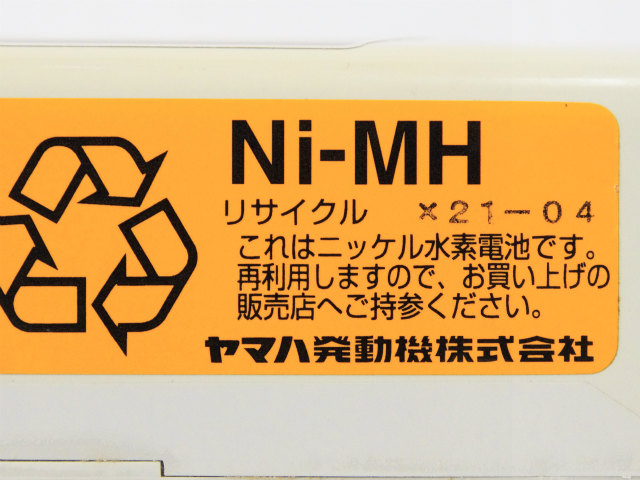 Ni-MH
リサイクル ×21-04
これはニッケル水素電池です。
再利用しますので、お買い上げの
販売店へご持参ください。
ヤマハ発動機株式会社